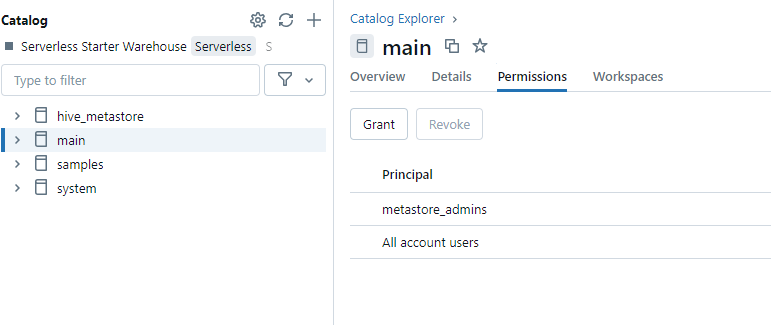 Catalog
Serverless Starter Warehouse Serverless S
Type to filter
hive_metastore
main
samples
system
Catalog Explorer
main
Overview Details Permissions Workspaces
Grant Revoke
Principal
metastore_admins
All account users